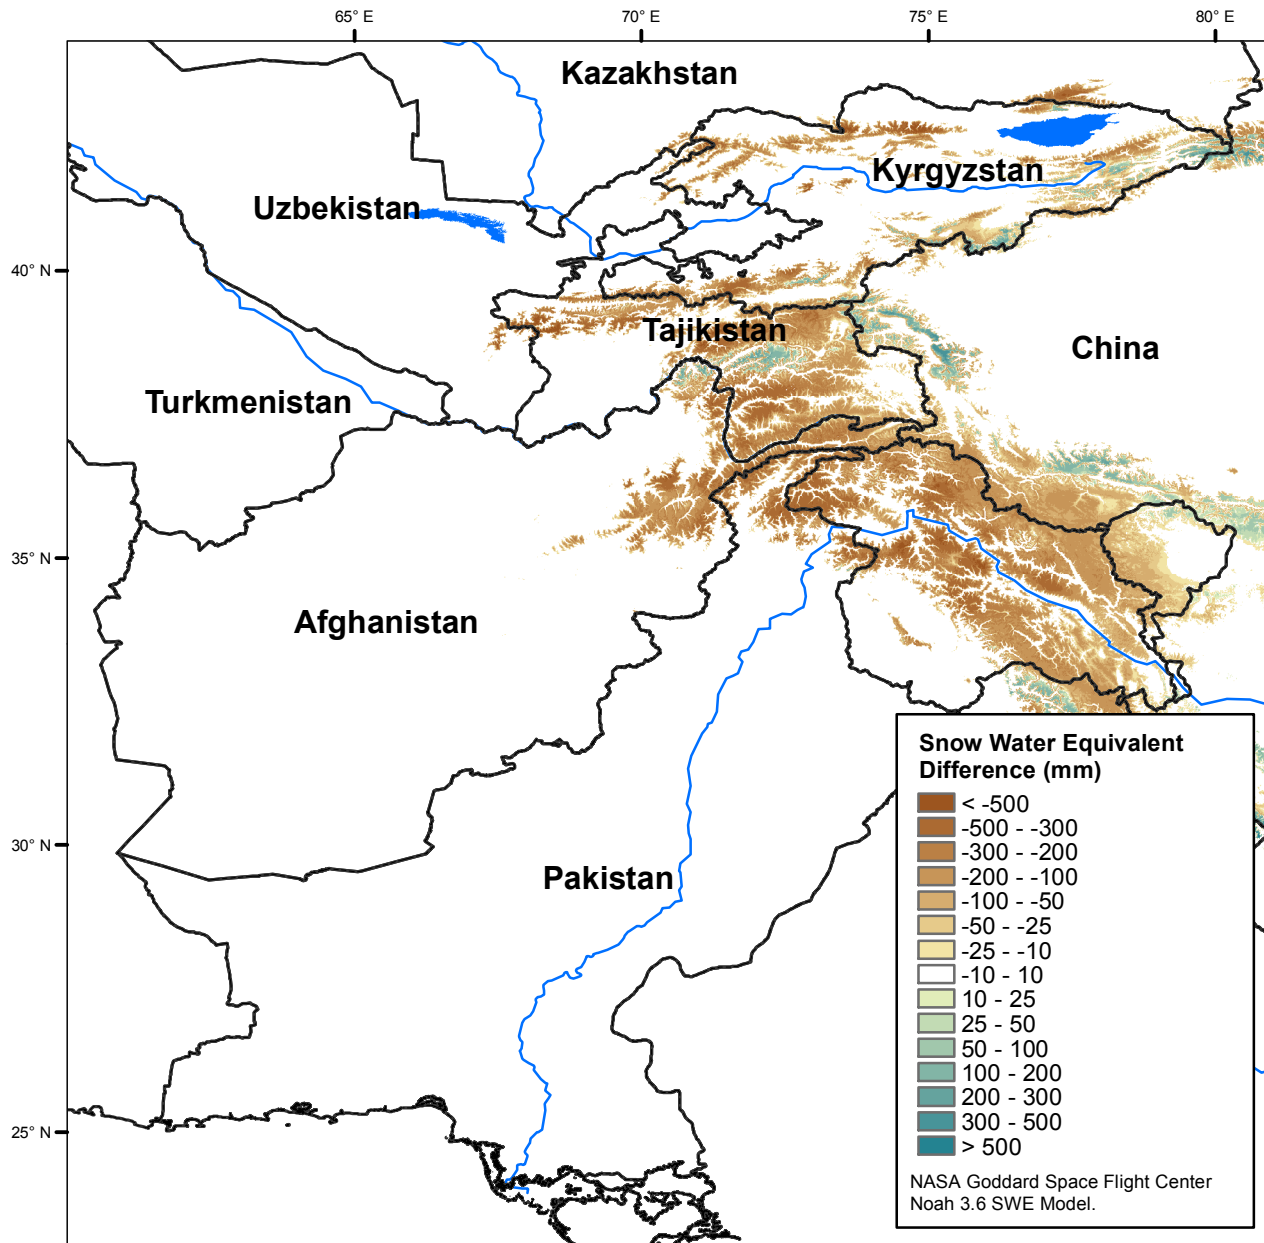 65° E
70° E
75° E
80° E
Kazakhstan
Kyrgyzstan
Uzbekistan
40° N
Tajikistan
China
Turkmenistan
35° N
Afghanistan
Snow Water Equivalent
Difference (mm)
< -500
-500 - -300
-300 - -200
-200 - -100
-100 - -50
-50 - -25
-25 - -10
-10 - 10
10 - 25
25 - 50
50 - 100
100 - 200
200 - 300
300 - 500
> 500
30° N
Pakistan
25° N
NASA Goddard Space Flight Center
Noah 3.6 SWE Model.